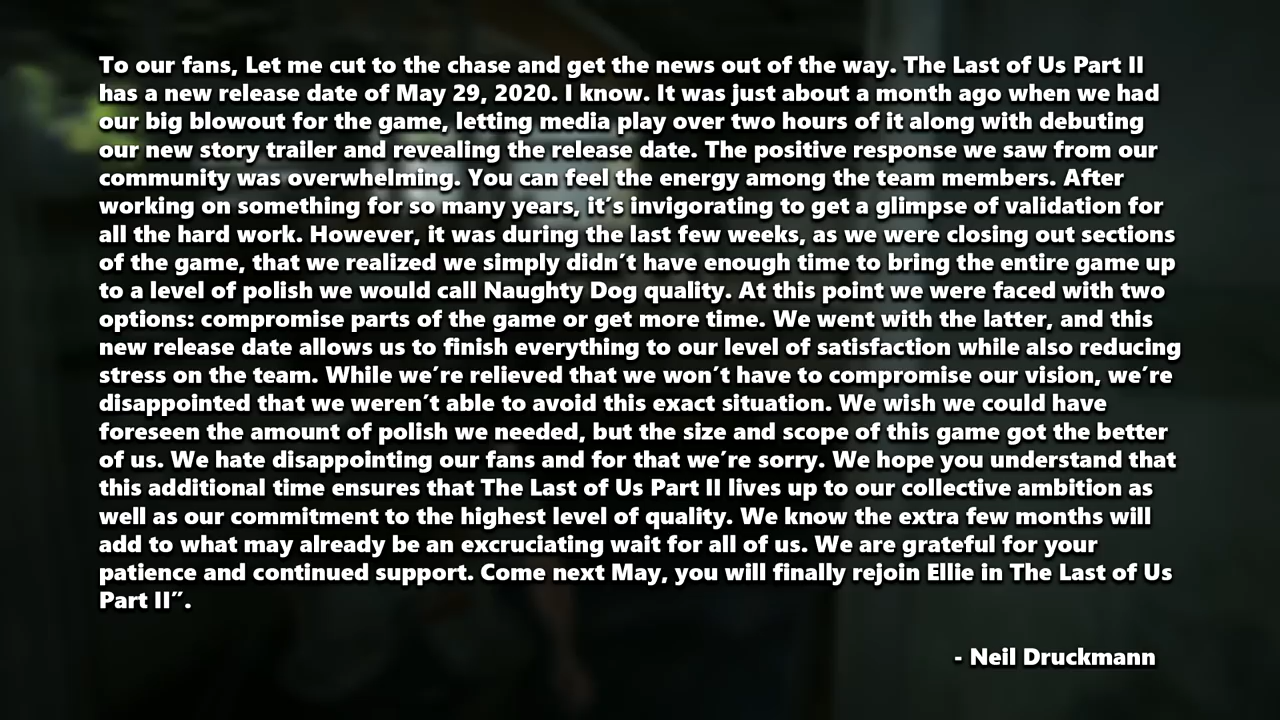 To our fans, Let me cut to the chase and get the news out of the way. The Last of Us Part II
has a new release date of May 29, 2020. I know. It was just about a month ago when we had
our big blowout for the game, letting media play over two hours of it along with debuting
our new story trailer and revealing the release date. The positive response we saw from our
community was overwhelming. You can feel the energy among the team members. After
working on something for so many years, it′s invigorating to get a glimpse of validation for
all the hard work. However, it was during the last few weeks, as we were closing out sections
of the game, that we realized we simply didn′t have enough time to bring the entire game up
to a level of polish we would call Naughty Dog quality. At this point we were faced with two
options: compromise parts of the game or get more time. We went with the latter, and this
new release date allows us to finish everything to our level of satisfaction while also reducing
stress on the team. While we′re relieved that we won′t have to compromise our vision, we′re
disappointed that we weren′t able to avoid this exact situation. We wish we could have
foreseen the amount of polish we needed, but the size and scope of this game got the better
of us. We hate disappointing our fans and for that we′re sorry. We hope you understand that
this additional time ensures that The Last of Us Part II lives up to our collective ambition as
well as our commitment to the highest level of quality. We know the extra few months will
add to what may already be an excruciating wait for all of us. We are grateful for your
patience and continued support. Come next May, you will finally rejoin Ellie in The Last of Us
Part II″.
- Neil Druckmann